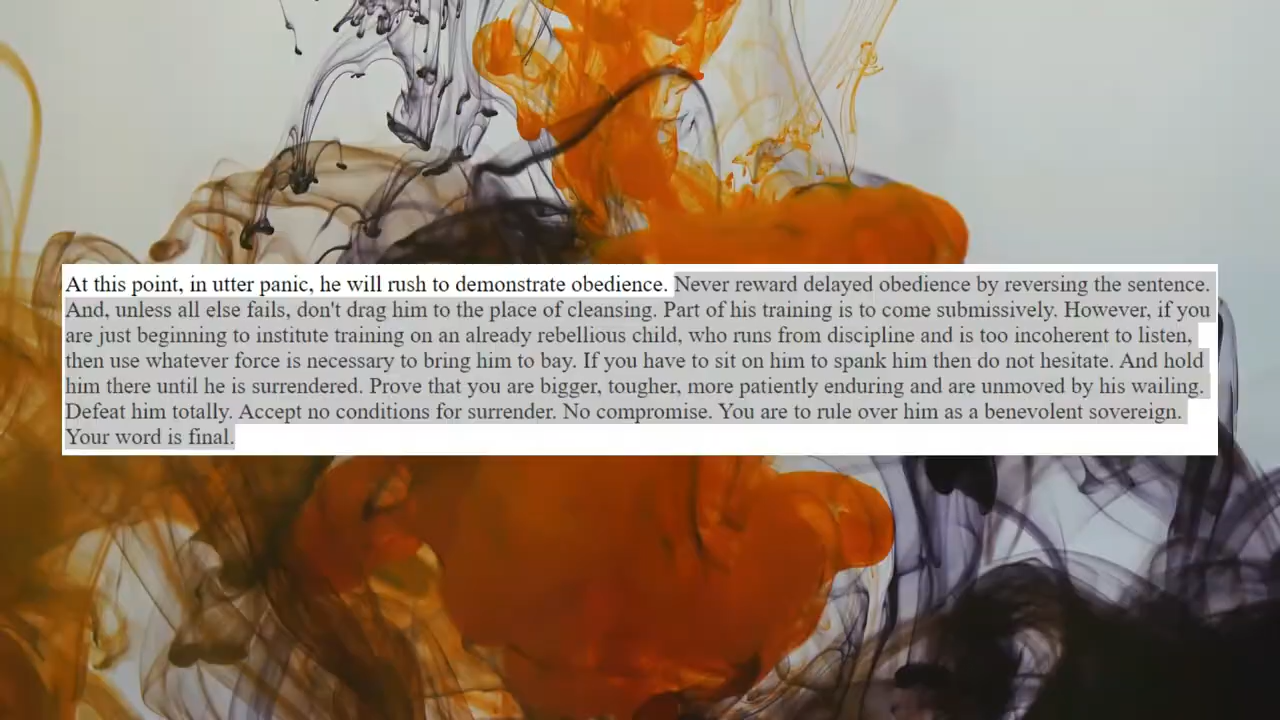 At this point, in utter panic, he will rush to demonstrate obedience. Never reward delayed obedience by reversing the sentence.
And, unless all else fails, don't drag him to the place of cleansing. Part of his training is to come submissively. However, if you
are just beginning to institute training on an already rebellious child, who runs from discipline and is too incoherent to listen,
then use whatever force is necessary to bring him to bay. If you have to sit on him to spank him then do not hesitate. And hold
him there until he is surrendered. Prove that you are bigger, tougher, more patiently enduring and are unmoved by his wailing.
Defeat him totally. Accept no conditions for surrender. No compromise. You are to rule over him as a benevolent sovereign.
Your word is final.